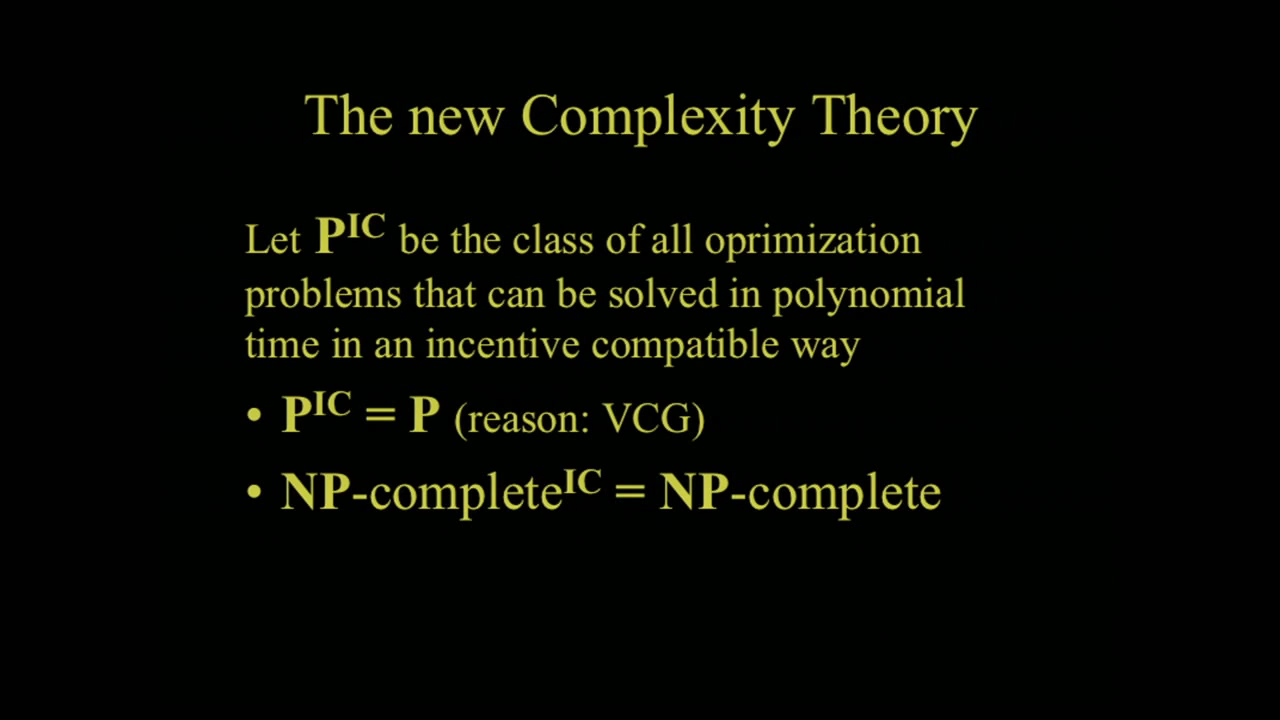 The new Complexity Theory
Let P^IC be the class of all oprimization
problems that can be solved in polynomial
time in an incentive compatible way
• P^IC = P (reason: VCG)
• NP-complete^IC = NP-complete